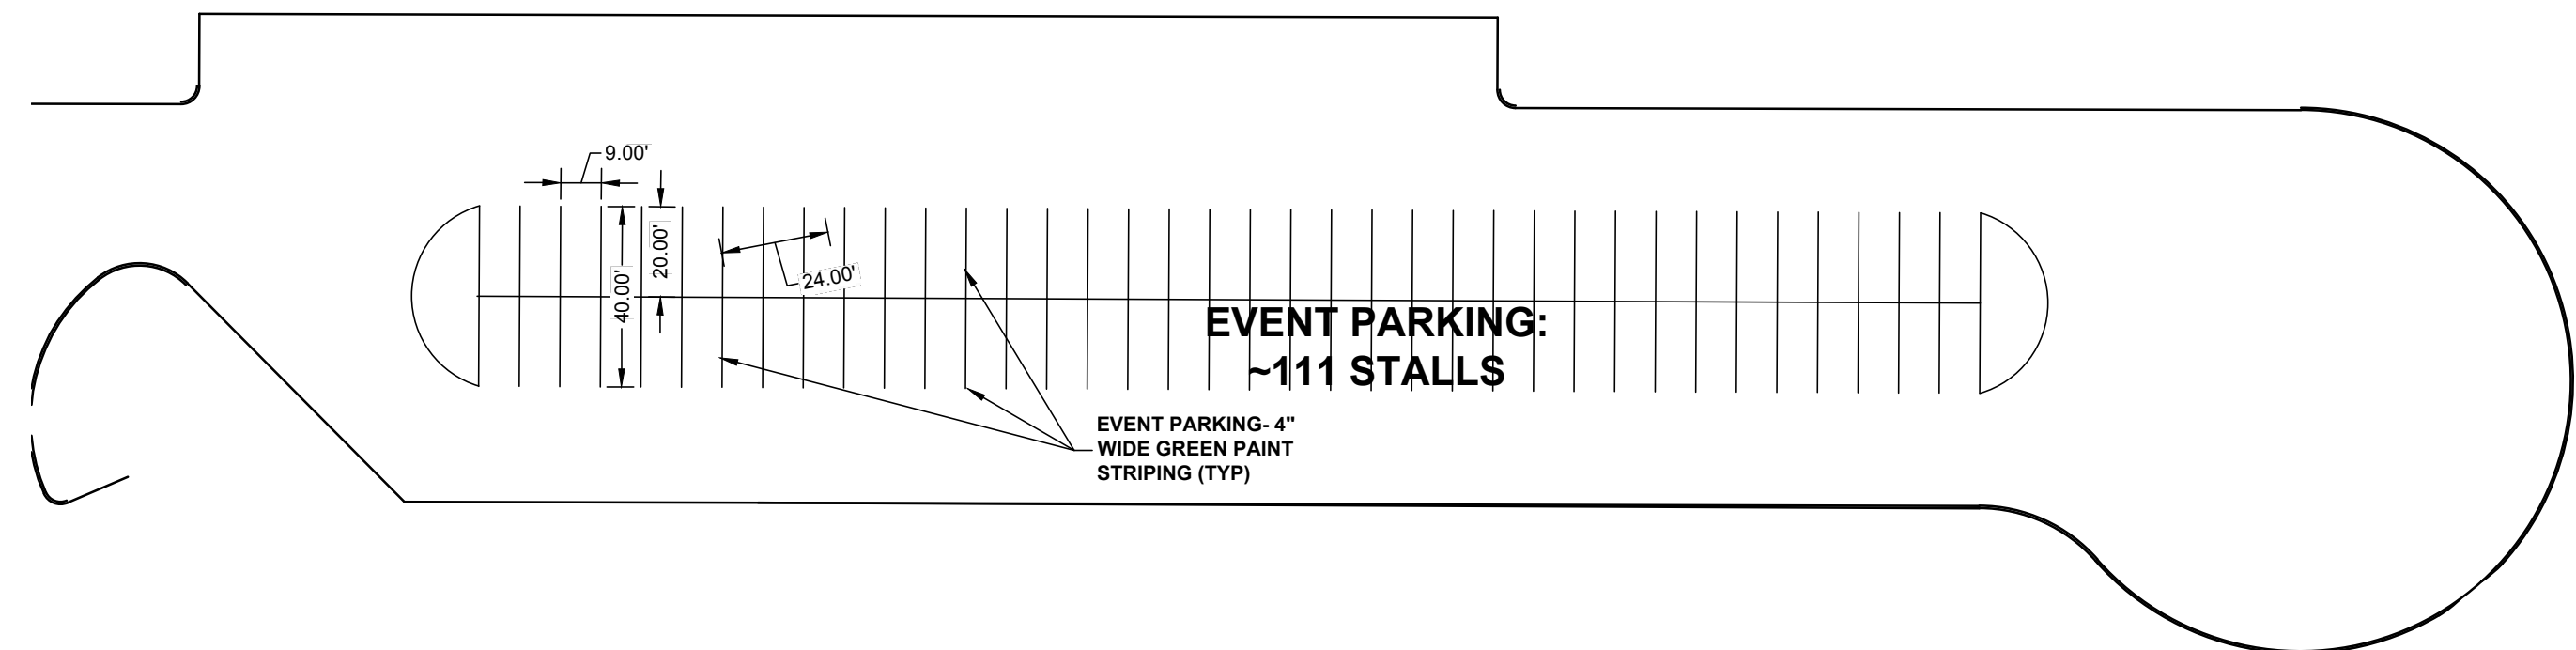 9.00'
20.00'
40.00'
24.00'
EVENT PARKING:
~111 STALLS
EVENT PARKING- 4"
WIDE GREEN PAINT
STRIPING (TYP)